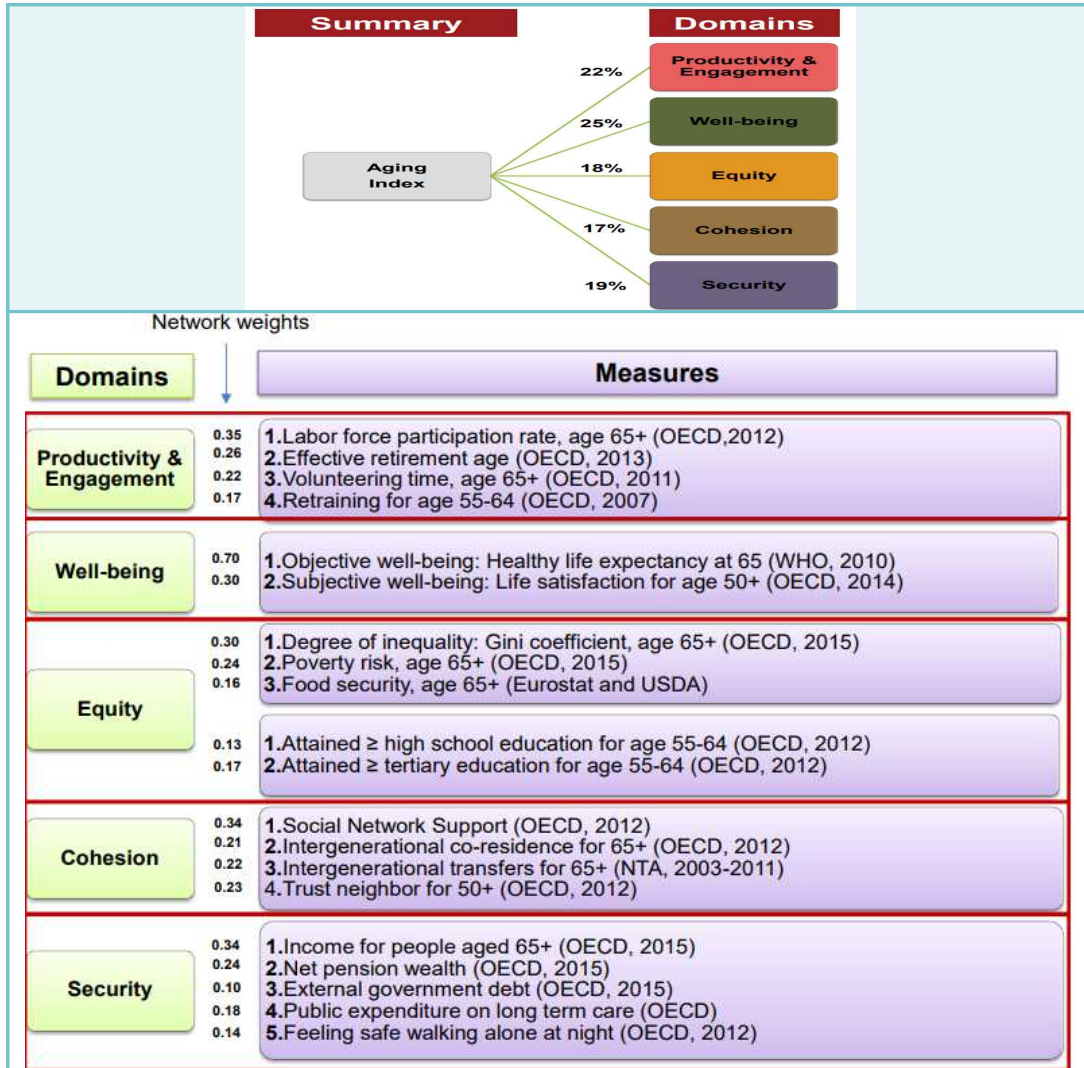 Summary
Domains
22%
Productivity &
Engagement
25%
Well-being
Aging
Index
18%
Equity
17%
Cohesion
19%
Security
Network weights
Domains
Measures
Productivity &
Engagement
0.35
0.26
0.22
0.17
1.Labor force participation rate, age 65+ (OECD,2012)
2.Effective retirement age (OECD, 2013)
3.Volunteering time, age 65+ (OECD, 2011)
4.Retraining for age 55-64 (OECD, 2007)
Well-being
0.70
0.30
1.Objective well-being: Healthy life expectancy at 65 (WHO, 2010)
2.Subjective well-being: Life satisfaction for age 50+ (OECD, 2014)
Equity
0.30
0.24
0.16
1.Degree of inequality: Gini coefficient, age 65+ (OECD, 2015)
2.Poverty risk, age 65+ (OECD, 2015)
3.Food security, age 65+ (Eurostat and USDA)
0.13
0.17
1.Attained ≥ high school education for age 55-64 (OECD, 2012)
2.Attained ≥ tertiary education for age 55-64 (OECD, 2012)
Cohesion
0.34
0.21
0.22
0.23
1.Social Network Support (OECD, 2012)
2.Intergenerational co-residence for 65+ (OECD, 2012)
3.Intergenerational transfers for 65+ (NTA, 2003-2011)
4.Trust neighbor for 50+ (OECD, 2012)
Security
0.34
0.24
0.10
0.18
0.14
1.Income for people aged 65+ (OECD, 2015)
2.Net pension wealth (OECD, 2015)
3.External government debt (OECD, 2015)
4.Public expenditure on long term care (OECD)
5.Feeling safe walking alone at night (OECD, 2012)